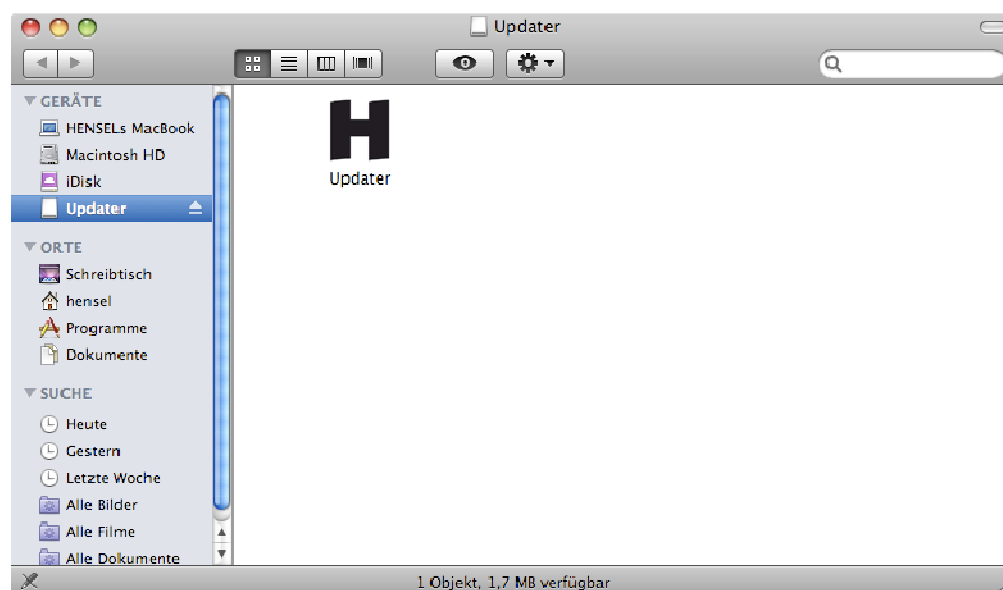 Updater
GERÄTE
HENSELs MacBook
Macintosh HD
iDisk
Updater
ORTE
Schreibtisch
hensel
Programme
Dokumente
SUCHE
Heute
Gestern
Letzte Woche
Alle Bilder
Alle Filme
Alle Dokumente
H
Updater
1 Objekt, 1,7 MB verfügbar